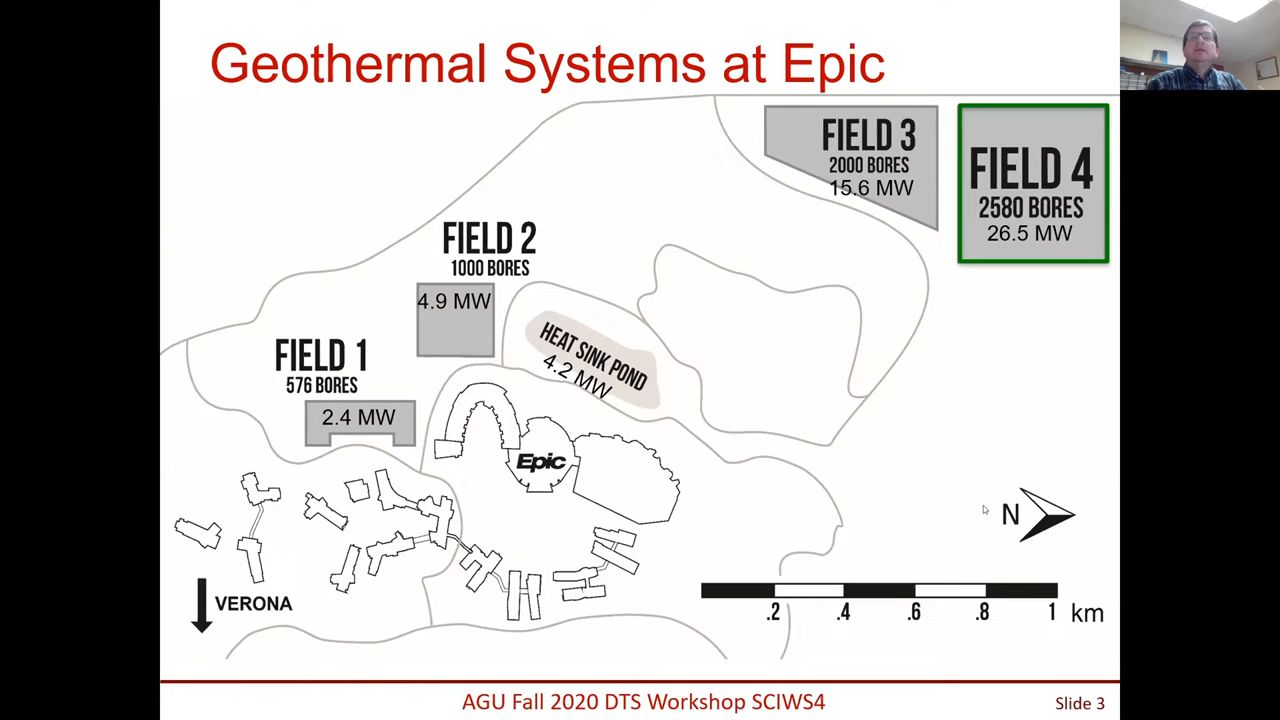 Geothermal Systems at Epic
FIELD 3
2000 BORES
15.6 MW
FIELD 4
2580 BORES
26.5 MW
FIELD 2
1000 BORES
4.9 MW
HEAT SINK POND
4.2 MW
FIELD 1
576 BORES
2.4 MW
Epic
N
VERONA
.2 .4 .6 .8 1 km
AGU Fall 2020 DTS Workshop SCIWS4
Slide 3